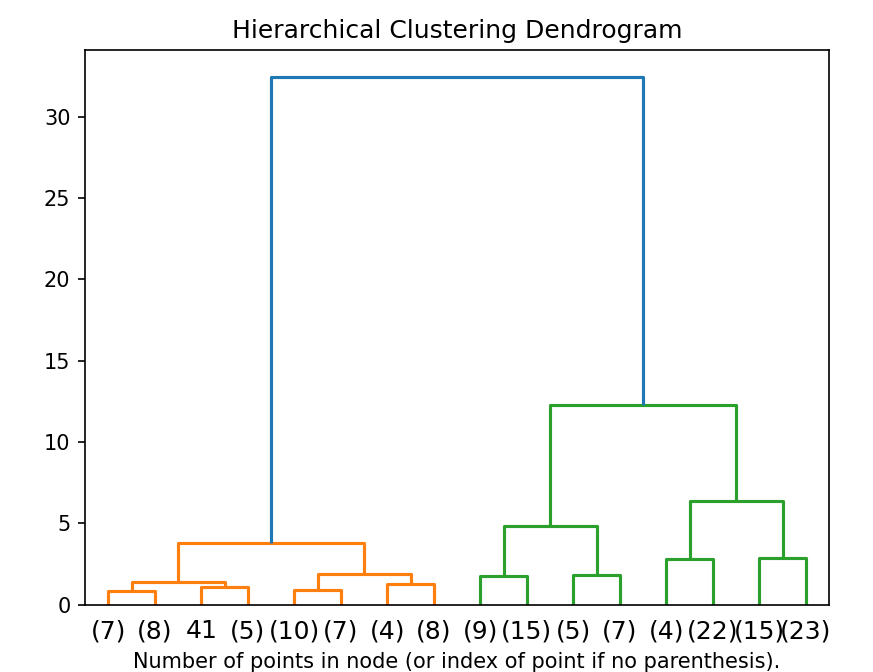 Hierarchical Clustering Dendrogram
30
25
20
15
10
5
0
(7) (8) 41 (5) (10) (7) (4) (8) (9) (15) (5) (7) (4) (22) (15) (23)
Number of points in node (or index of point if no parenthesis).